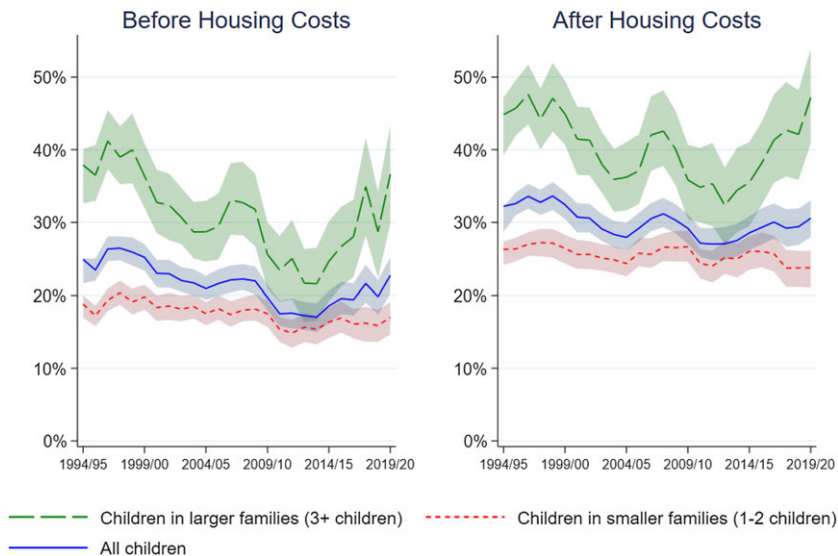 Before Housing Costs
After Housing Costs
50%
40%
30%
20%
10%
0%
1994/95 1999/00 2004/05 2009/10 2014/15 2019/20
50%
40%
30%
20%
10%
0%
1994/95 1999/00 2004/05 2009/10 2014/15 2019/20
Children in larger families (3+ children)
Children in smaller families (1-2 children)
All children